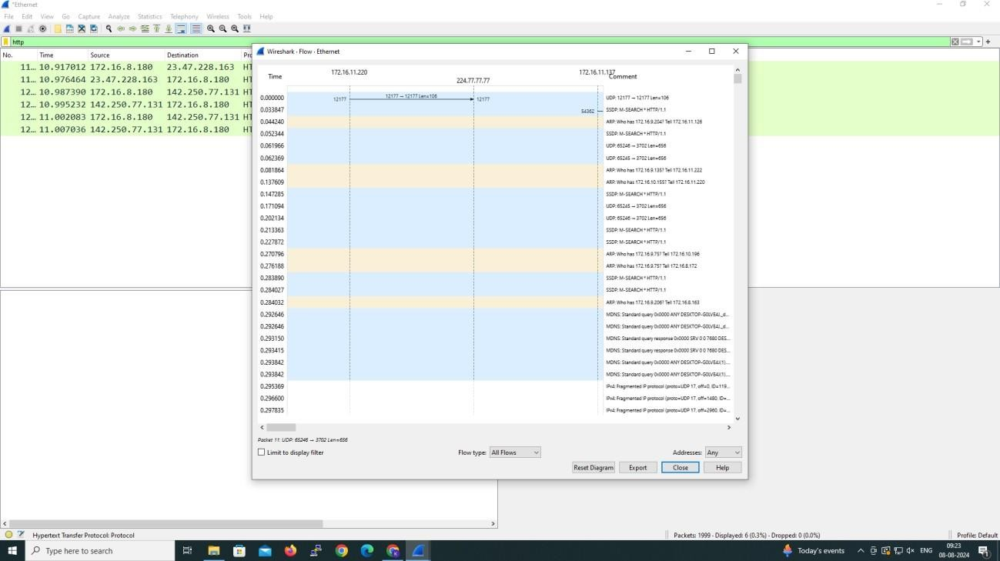 *Ethernet
File Edit View Go Capture Analyze Statistics Telephony Wireless Tools Help
http
No. Time Source Destination
11… 10.917012 172.16.8.180 23.47.228.163 HT
11… 10.976464 23.47.228.163 172.16.8.180 HT
12… 10.987390 172.16.8.180 142.250.77.131 HT
12… 10.995232 142.250.77.131 172.16.8.180 HT
12… 11.002083 172.16.8.180 142.250.77.131 HT
12… 11.007036 142.250.77.131 172.16.8.180 HT
Wireshark · Flow · Ethernet
Time 172.16.11.220 224.77.77.77 172.16.11.137 Comment
0.000000 12177 12177 → 12177 Len=106 12177 UDP: 12177 → 12177 Len=106
0.033847 54362 SSDP: M-SEARCH * HTTP/1.1
0.044240 ARP: Who has 172.16.9.204? Tell 172.16.11.126
0.052344 SSDP: M-SEARCH * HTTP/1.1
0.061966 UDP: 65246 → 3702 Len=656
0.062369 UDP: 65245 → 3702 Len=656
0.081864 ARP: Who has 172.16.9.135? Tell 172.16.11.222
0.137609 ARP: Who has 172.16.10.155? Tell 172.16.11.220
0.147285 SSDP: M-SEARCH * HTTP/1.1
0.171094 UDP: 65245 → 3702 Len=656
0.202134 UDP: 65246 → 3702 Len=656
0.213363 SSDP: M-SEARCH * HTTP/1.1
0.227872 SSDP: M-SEARCH * HTTP/1.1
0.270796 ARP: Who has 172.16.9.75? Tell 172.16.10.196
0.276188 ARP: Who has 172.16.9.75? Tell 172.16.8.172
0.283890 SSDP: M-SEARCH * HTTP/1.1
0.284027 SSDP: M-SEARCH * HTTP/1.1
0.284032 ARP: Who has 172.16.9.206? Tell 172.16.8.163
0.292646 MDNS: Standard query 0x0000 ANY DESKTOP-G0LVE4J._d…
0.292646 MDNS: Standard query 0x0000 ANY DESKTOP-G0LVE4J._d…
0.293150 MDNS: Standard query response 0x0000 SRV 0 0 7680 DES…
0.293415 MDNS: Standard query response 0x0000 SRV 0 0 7680 DES…
0.293842 MDNS: Standard query 0x0000 ANY DESKTOP-G0LVE4J(1)…
0.293842 MDNS: Standard query 0x0000 ANY DESKTOP-G0LVE4J(1)…
0.295369 IPv4: Fragmented IP protocol (proto=UDP 17, off=0, ID=119…
0.296600 IPv4: Fragmented IP protocol (proto=UDP 17, off=1480, ID=…
0.297835 IPv4: Fragmented IP protocol (proto=UDP 17, off=2960, ID=…
Packet 11: UDP: 65246 → 3702 Len=656
Limit to display filter Flow type: All Flows Addresses: Any
Reset Diagram Export Close Help
Hypertext Transfer Protocol: Protocol Packets: 1999 · Displayed: 6 (0.3%) · Dropped: 0 (0.0%) Profile: Default
Type here to search Today's events ENG 09:23
08-08-2024